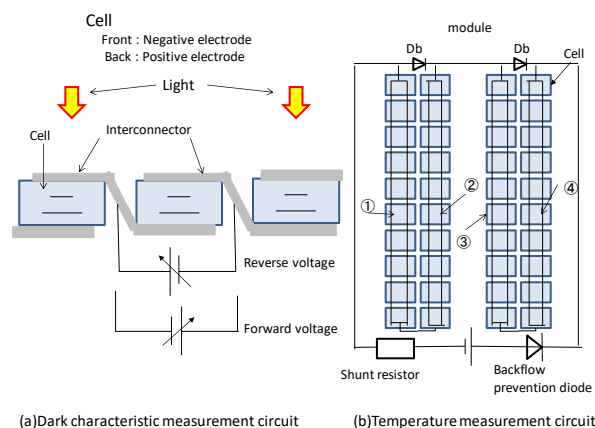 Cell
Front : Negative electrode
Back : Positive electrode
Light
Cell
Interconnector
Reverse voltage
Forward voltage
(a)Dark characteristic measurement circuit
module
Db
Db
Cell
①
②
③
④
Shunt resistor
Backflow
prevention diode
(b)Temperature measurement circuit